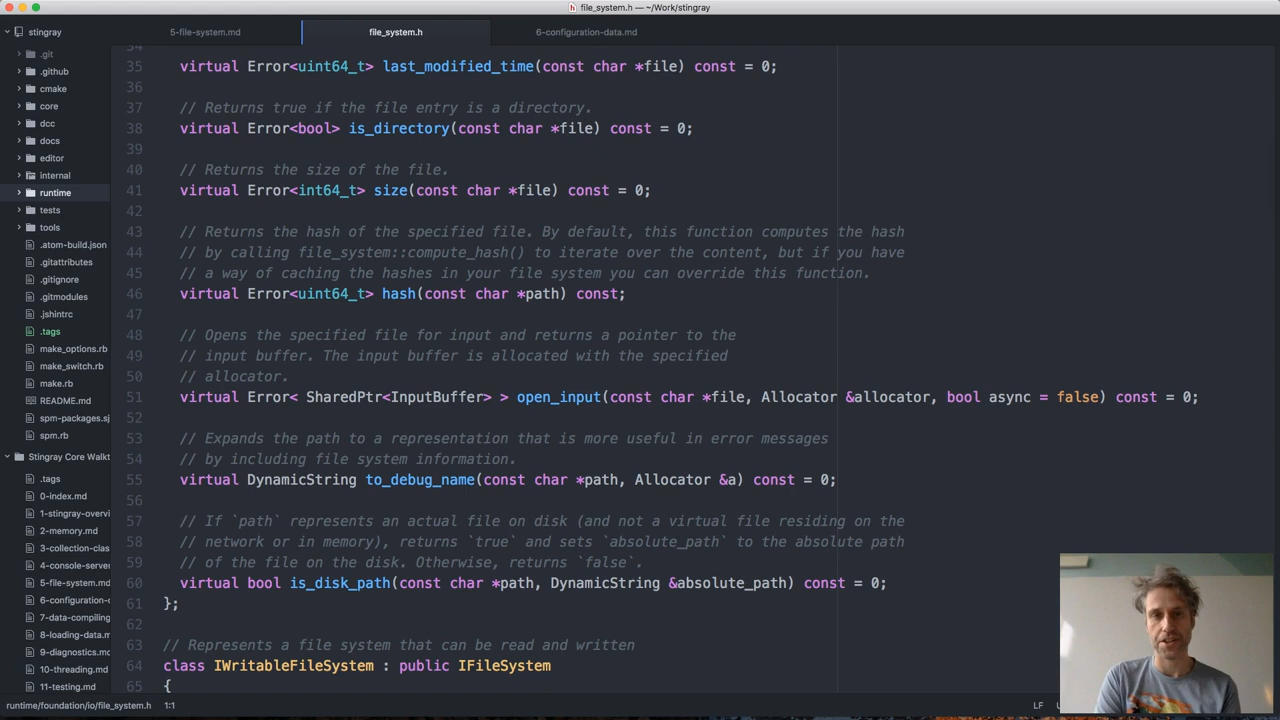 file_system.h — ~/Work/stingray
stingray
5-file-system.md
file_system.h
6-configuration-data.md
.git
.github
cmake
core
dcc
docs
editor
internal
runtime
tests
tools
.atom-build.json
.gitattributes
.gitignore
.gitmodules
.jshintrc
.tags
make_options.rb
make_switch.rb
make.rb
README.md
spm-packages.sj
spm.rb
Stingray Core Walkt
.tags
0-index.md
1-stingray-overvi
2-memory.md
3-collection-clas
4-console-server
5-file-system.md
6-configuration-d
7-data-compiling
8-loading-data.m
9-diagnostics.md
10-threading.md
11-testing.md
34
35 virtual Error<uint64_t> last_modified_time(const char *file) const = 0;
36
37 // Returns true if the file entry is a directory.
38 virtual Error<bool> is_directory(const char *file) const = 0;
39
40 // Returns the size of the file.
41 virtual Error<int64_t> size(const char *file) const = 0;
42
43 // Returns the hash of the specified file. By default, this function computes the hash
44 // by calling file_system::compute_hash() to iterate over the content, but if you have
45 // a way of caching the hashes in your file system you can override this function.
46 virtual Error<uint64_t> hash(const char *path) const;
47
48 // Opens the specified file for input and returns a pointer to the
49 // input buffer. The input buffer is allocated with the specified
50 // allocator.
51 virtual Error< SharedPtr<InputBuffer> > open_input(const char *file, Allocator &allocator, bool async = false) const = 0;
52
53 // Expands the path to a representation that is more useful in error messages
54 // by including file system information.
55 virtual DynamicString to_debug_name(const char *path, Allocator &a) const = 0;
56
57 // If `path` represents an actual file on disk (and not a virtual file residing on the
58 // network or in memory), returns `true` and sets `absolute_path` to the absolute path
59 // of the file on the disk. Otherwise, returns `false`.
60 virtual bool is_disk_path(const char *path, DynamicString &absolute_path) const = 0;
61 };
62
63 // Represents a file system that can be read and written
64 class IWritableFileSystem : public IFileSystem
65 {
runtime/foundation/io/file_system.h 1:1
LF